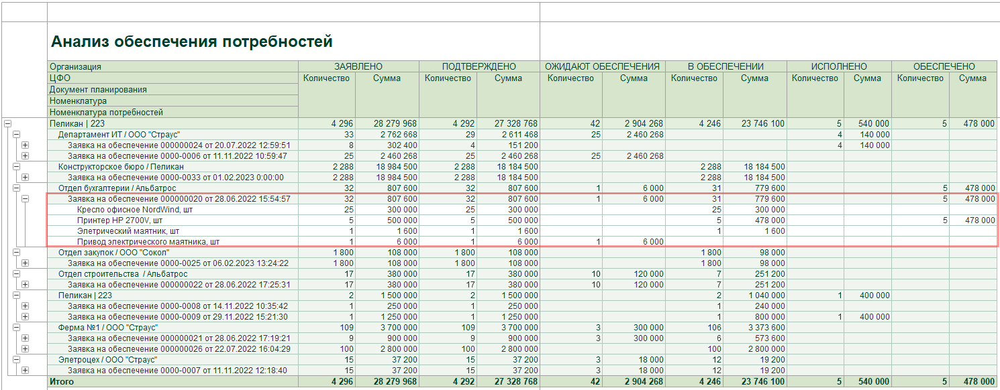 Анализ обеспечения потребностей
Организация ЗАЯВЛЕНО ПОДТВЕРЖДЕНО ОЖИДАЮТ ОБЕСПЕЧЕНИЯ В ОБЕСПЕЧЕНИИ ИСПОЛНЕНО ОБЕСПЕЧЕНО
ЦФО Количество Сумма Количество Сумма Количество Сумма Количество Сумма Количество Сумма Количество Сумма
Документ планирования
Номенклатура
Номенклатура потребностей
Пеликан | 223 4 296 28 279 968 4 292 27 328 768 42 2 904 268 4 246 23 746 100 5 540 000 5 478 000
Департамент ИТ / ООО "Страус" 33 2 762 668 29 2 611 468 25 2 460 268 4 140 000
Заявка на обеспечение 000000024 от 20.07.2022 12:59:51 8 302 400 4 151 200 4 140 000
Заявка на обеспечение 0000-0006 от 11.11.2022 10:59:47 25 2 460 268 25 2 460 268 25 2 460 268
Конструкторское бюро / Пеликан 2 288 18 984 500 2 288 18 184 500 2 288 18 184 500
Заявка на обеспечение 0000-0033 от 01.02.2023 0:00:00 2 288 18 984 500 2 288 18 184 500 2 288 18 184 500
Отдел бухгалтерии / Альбатрос 32 807 600 32 807 600 1 6 000 31 779 600 5 478 000
Заявка на обеспечение 000000020 от 28.06.2022 15:54:57 32 807 600 32 807 600 1 6 000 31 779 600 5 478 000
Кресло офисное NordWind, шт 25 300 000 25 300 000 25 300 000
Принтер HP 2700V, шт 5 500 000 5 500 000 5 478 000 5 478 000
Элетрический маятник, шт 1 1 600 1 1 600 1 1 600
Привод электрического маятника, шт 1 6 000 1 6 000 1 6 000
Отдел закупок / ООО "Сокол" 1 800 108 000 1 800 108 000 1 800 98 000
Заявка на обеспечение 0000-0025 от 06.02.2023 13:24:22 1 800 108 000 1 800 108 000 1 800 98 000
Отдел строительства / Альбатрос 17 380 000 17 380 000 10 120 000 7 251 200
Заявка на обеспечение 000000022 от 28.06.2022 17:25:31 17 380 000 17 380 000 10 120 000 7 251 200
Пеликан | 223 2 1 500 000 2 1 500 000 2 1 040 000 1 400 000
Заявка на обеспечение 0000-0008 от 14.11.2022 10:35:42 1 250 000 1 250 000 1 240 000
Заявка на обеспечение 0000-0009 от 29.11.2022 15:21:30 1 1 250 000 1 1 250 000 1 800 000 1 400 000
Ферма №1 / ООО "Страус" 109 3 700 000 109 3 700 000 3 300 000 106 3 373 600
Заявка на обеспечение 000000021 от 28.06.2022 17:19:21 9 900 000 9 900 000 3 300 000 6 573 600
Заявка на обеспечение 000000026 от 22.07.2022 16:04:29 100 2 800 000 100 2 800 000 100 2 800 000
Элетроцех / ООО "Страус" 15 37 200 15 37 200 3 18 000 12 19 200
Заявка на обеспечение 0000-0007 от 11.11.2022 12:18:40 15 37 200 15 37 200 3 18 000 12 19 200
Итого 4 296 28 279 968 4 292 27 328 768 42 2 904 268 4 246 23 746 100 5 540 000 5 478 000